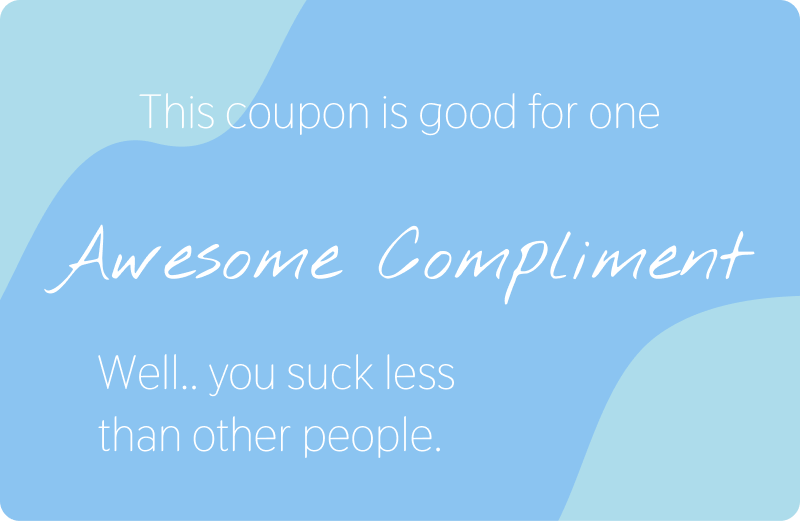 This coupon is good for one
Awesome Compliment
Well.. you suck less
than other people.